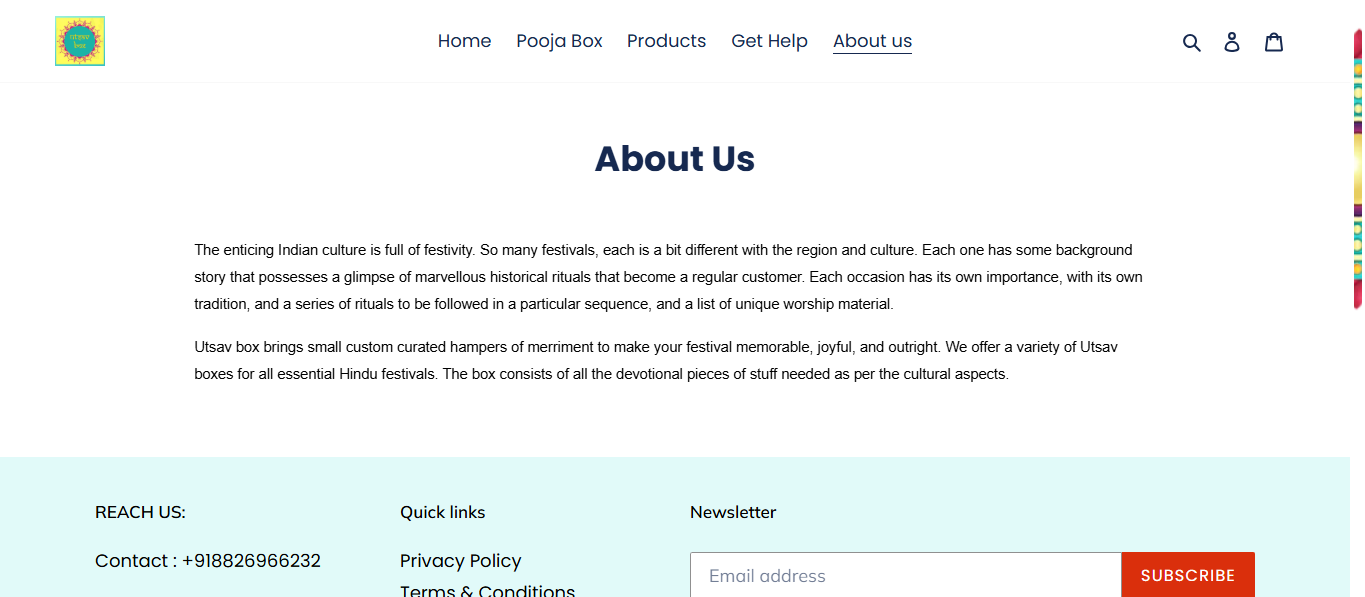 utsav
box
Home Pooja Box Products Get Help About us
About Us
The enticing Indian culture is full of festivity. So many festivals, each is a bit different with the region and culture. Each one has some background
story that possesses a glimpse of marvellous historical rituals that become a regular customer. Each occasion has its own importance, with its own
tradition, and a series of rituals to be followed in a particular sequence, and a list of unique worship material.
Utsav box brings small custom curated hampers of merriment to make your festival memorable, joyful, and outright. We offer a variety of Utsav
boxes for all essential Hindu festivals. The box consists of all the devotional pieces of stuff needed as per the cultural aspects.
REACH US:
Contact : +918826966232
Quick links
Privacy Policy
Terms & Conditions
Newsletter
Email address SUBSCRIBE